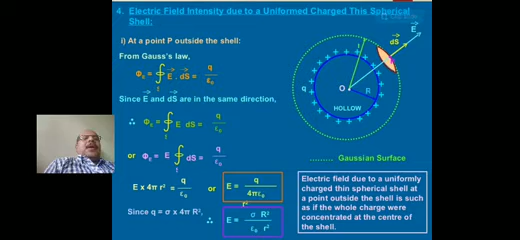 4. Electric Field Intensity due to a Uniformed Charged This Spherical
Shell:
i) At a point P outside the shell:
From Gauss's law,
ΦE = ∮ E . dS = q / ε0
S
Since E and dS are in the same direction,
∴ ΦE = ∮ E dS = q / ε0
S
or ΦE = E ∮ dS = q / ε0
S
E x 4π r² = q / ε0 or E = q / 4πε0 r²
Since q = σ x 4π R², ∴ E = σ R² / ε0 r²
E
dS
r
q
O
R
HOLLOW
......... Gaussian Surface
Electric field due to a uniformly
charged thin spherical shell at
a point outside the shell is such
as if the whole charge were
concentrated at the centre of
the shell.